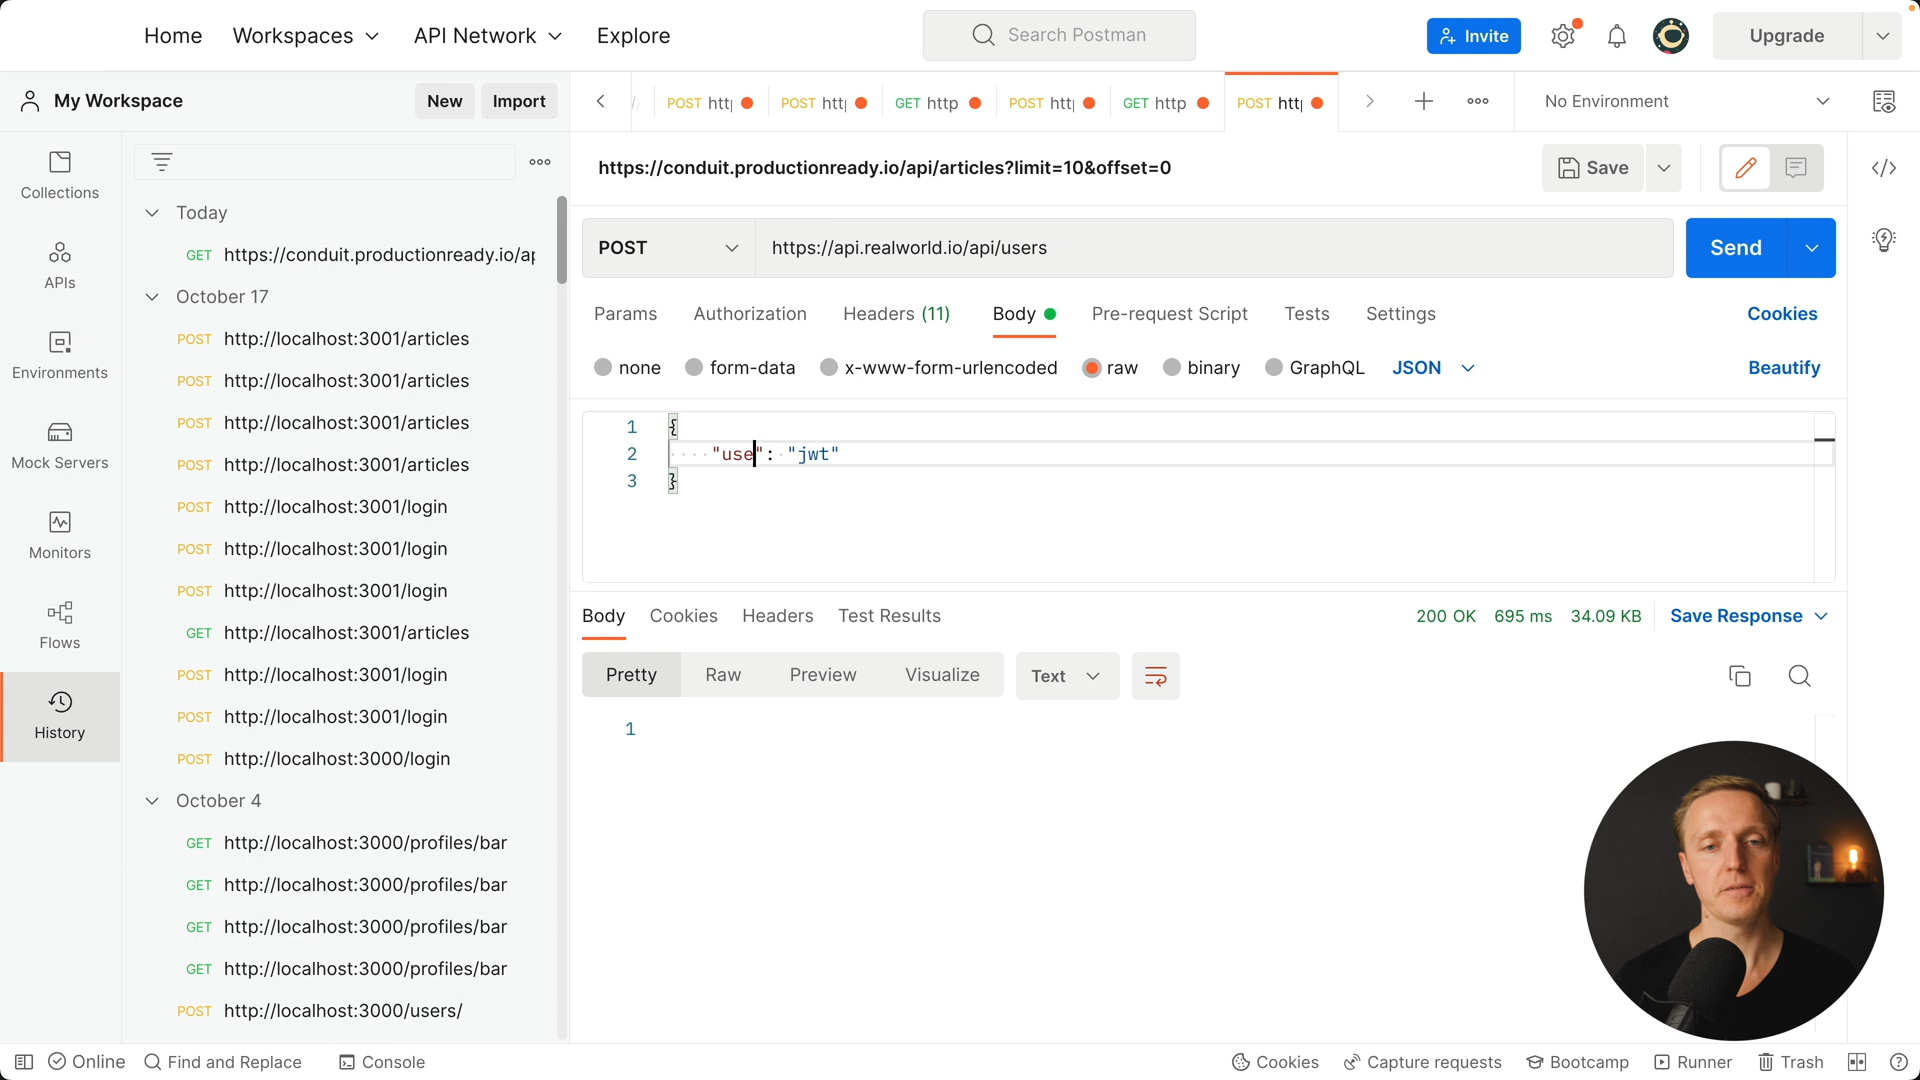 Home Workspaces API Network Explore
Search Postman
Invite Upgrade
My Workspace New Import
POST htt POST htt GET http POST htt GET http POST htt
No Environment
Collections
APIs
Environments
Mock Servers
Monitors
Flows
History
Today
GET https://conduit.productionready.io/ap
October 17
POST http://localhost:3001/articles
POST http://localhost:3001/articles
POST http://localhost:3001/articles
POST http://localhost:3001/articles
POST http://localhost:3001/login
POST http://localhost:3001/login
POST http://localhost:3001/login
GET http://localhost:3001/articles
POST http://localhost:3001/login
POST http://localhost:3001/login
POST http://localhost:3000/login
October 4
GET http://localhost:3000/profiles/bar
GET http://localhost:3000/profiles/bar
GET http://localhost:3000/profiles/bar
GET http://localhost:3000/profiles/bar
POST http://localhost:3000/users/
https://conduit.productionready.io/api/articles?limit=10&offset=0
Save
POST https://api.realworld.io/api/users Send
Params Authorization Headers (11) Body Pre-request Script Tests Settings Cookies
none form-data x-www-form-urlencoded raw binary GraphQL JSON Beautify
1 {
2 "use": "jwt"
3 }
Body Cookies Headers Test Results 200 OK 695 ms 34.09 KB Save Response
Pretty Raw Preview Visualize Text
1
Online Find and Replace Console Cookies Capture requests Bootcamp Runner Trash